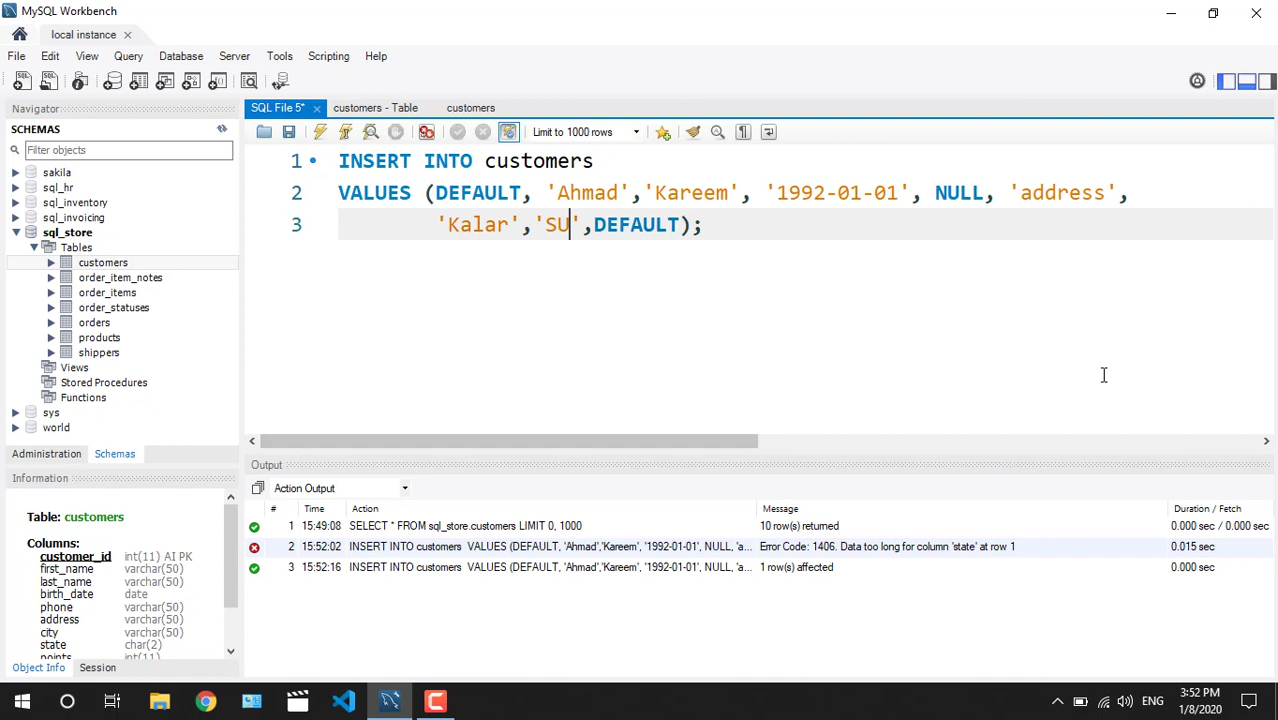 MySQL Workbench
local instance
File Edit View Query Database Server Tools Scripting Help
Navigator
SCHEMAS
Filter objects
sakila
sql_hr
sql_inventory
sql_invoicing
sql_store
Tables
customers
order_item_notes
order_items
order_statuses
orders
products
shippers
Views
Stored Procedures
Functions
sys
world
Administration Schemas
Information
Table: customers
Columns:
customer_id int(11) AI PK
first_name varchar(50)
last_name varchar(50)
birth_date date
phone varchar(50)
address varchar(50)
city varchar(50)
state char(2)
points int(11)
Object Info Session
SQL File 5* customers - Table customers
Limit to 1000 rows
1 INSERT INTO customers
2 VALUES (DEFAULT, 'Ahmad','Kareem', '1992-01-01', NULL, 'address',
3 'Kalar','SU',DEFAULT);
Output
Action Output
# Time Action Message Duration / Fetch
1 15:49:08 SELECT * FROM sql_store.customers LIMIT 0, 1000 10 row(s) returned 0.000 sec / 0.000 sec
2 15:52:02 INSERT INTO customers VALUES (DEFAULT, 'Ahmad','Kareem', '1992-01-01', NULL, 'a... Error Code: 1406. Data too long for column 'state' at row 1 0.015 sec
3 15:52:16 INSERT INTO customers VALUES (DEFAULT, 'Ahmad','Kareem', '1992-01-01', NULL, 'a... 1 row(s) affected 0.000 sec
ENG
3:52 PM
1/8/2020